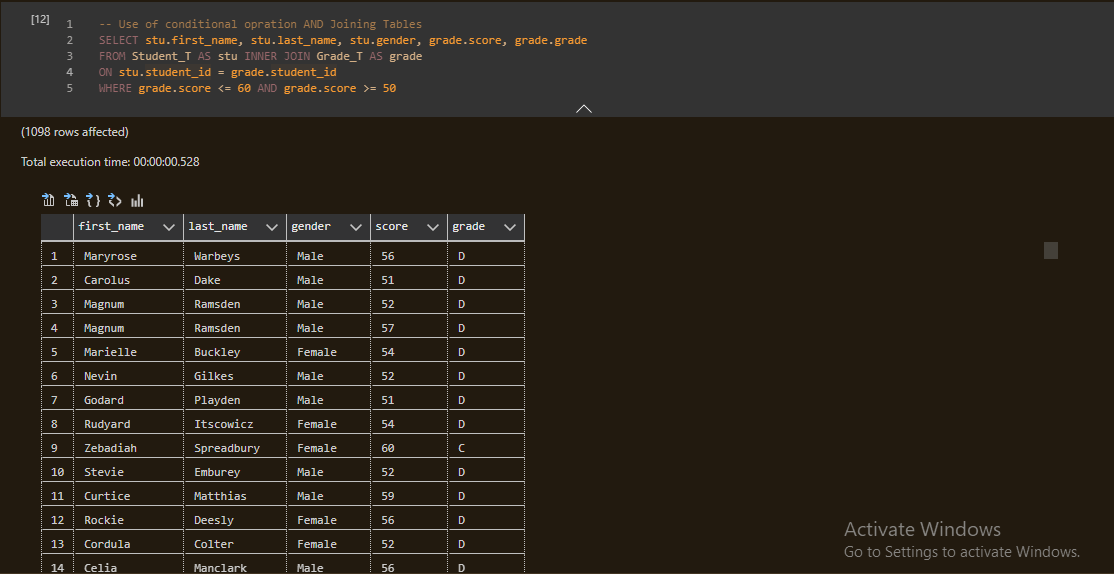 [12]
1 -- Use of conditional opration AND Joining Tables
2 SELECT stu.first_name, stu.last_name, stu.gender, grade.score, grade.grade
3 FROM Student_T AS stu INNER JOIN Grade_T AS grade
4 ON stu.student_id = grade.student_id
5 WHERE grade.score <= 60 AND grade.score >= 50
(1098 rows affected)
Total execution time: 00:00:00.528
first_name last_name gender score grade
1 Maryrose Warbeys Male 56 D
2 Carolus Dake Male 51 D
3 Magnum Ramsden Male 52 D
4 Magnum Ramsden Male 57 D
5 Marielle Buckley Female 54 D
6 Nevin Gilkes Male 52 D
7 Godard Playden Male 51 D
8 Rudyard Itscowicz Female 54 D
9 Zebadiah Spreadbury Female 60 C
10 Stevie Emburey Male 52 D
11 Curtice Matthias Male 59 D
12 Rockie Deesly Female 56 D
13 Cordula Colter Female 52 D
14 Celia Manclark Male 56 D
Activate Windows
Go to Settings to activate Windows.